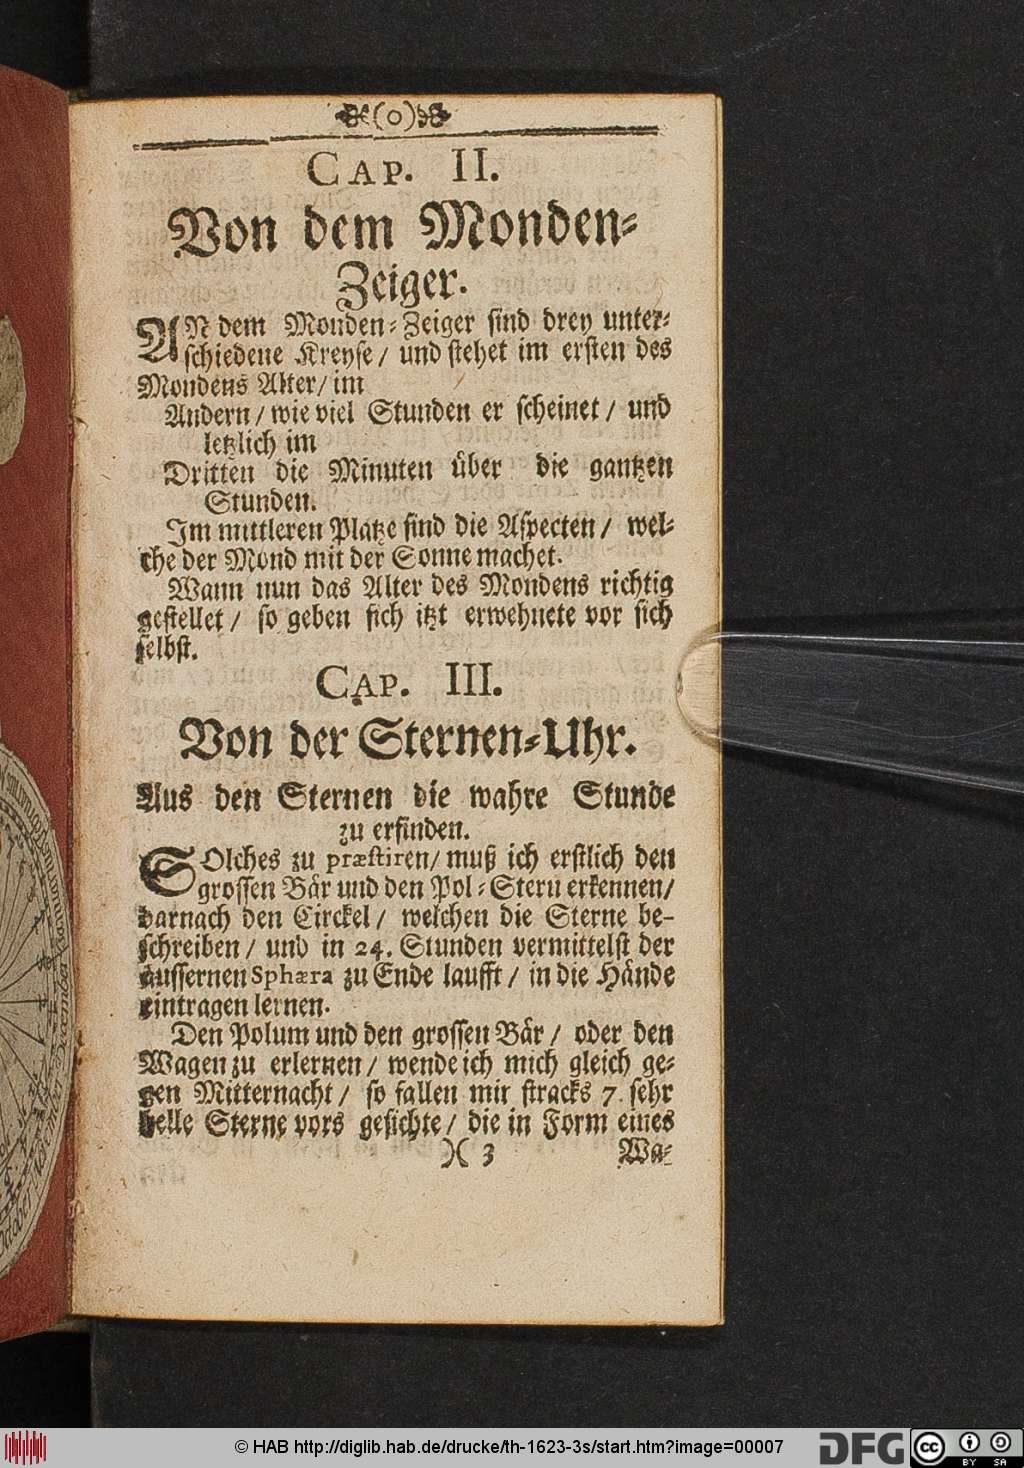 (o)
CAP. II.
Von dem Monden-
Zeiger.
AN dem Monden-Zeiger sind drey unter-
schiedene Kreyse / und stehet im ersten des
Mondens Alter / im
Andern / wie viel Stunden er scheinet / und
letzlich im
Dritten die Minuten über die gantzen
Stunden.
Im mittleren Platze sind die Aspecten / wel-
che der Mond mit der Sonne machet.
Wann nun das Alter des Mondens richtig
gestellet / so geben sich itzt erwehnete vor sich
selbst.
CAP. III.
Von der Sternen-Uhr.
Aus den Sternen die wahre Stunde
zu erfinden.
SOlches zu præstiren / muß ich erstlich den
grossen Bär und den Pol-Stern erkennen /
darnach den Circkel / welchen die Sterne be-
schreiben / und in 24. Stunden vermittelst der
äussernen Sphæra zu Ende laufft / in die Hände
eintragen lernen.
Den Polum und den grossen Bär / oder den
Wagen zu erlernen / wende ich mich gleich ge-
gen Mitternacht / so fallen mir stracks 7. sehr
helle Sterne vors gesichte / die in Form eines
)( 3 Wa-
October November
© HAB http://diglib.hab.de/drucke/th-1623-3s/start.htm?image=00007
DFG
cc BY SA